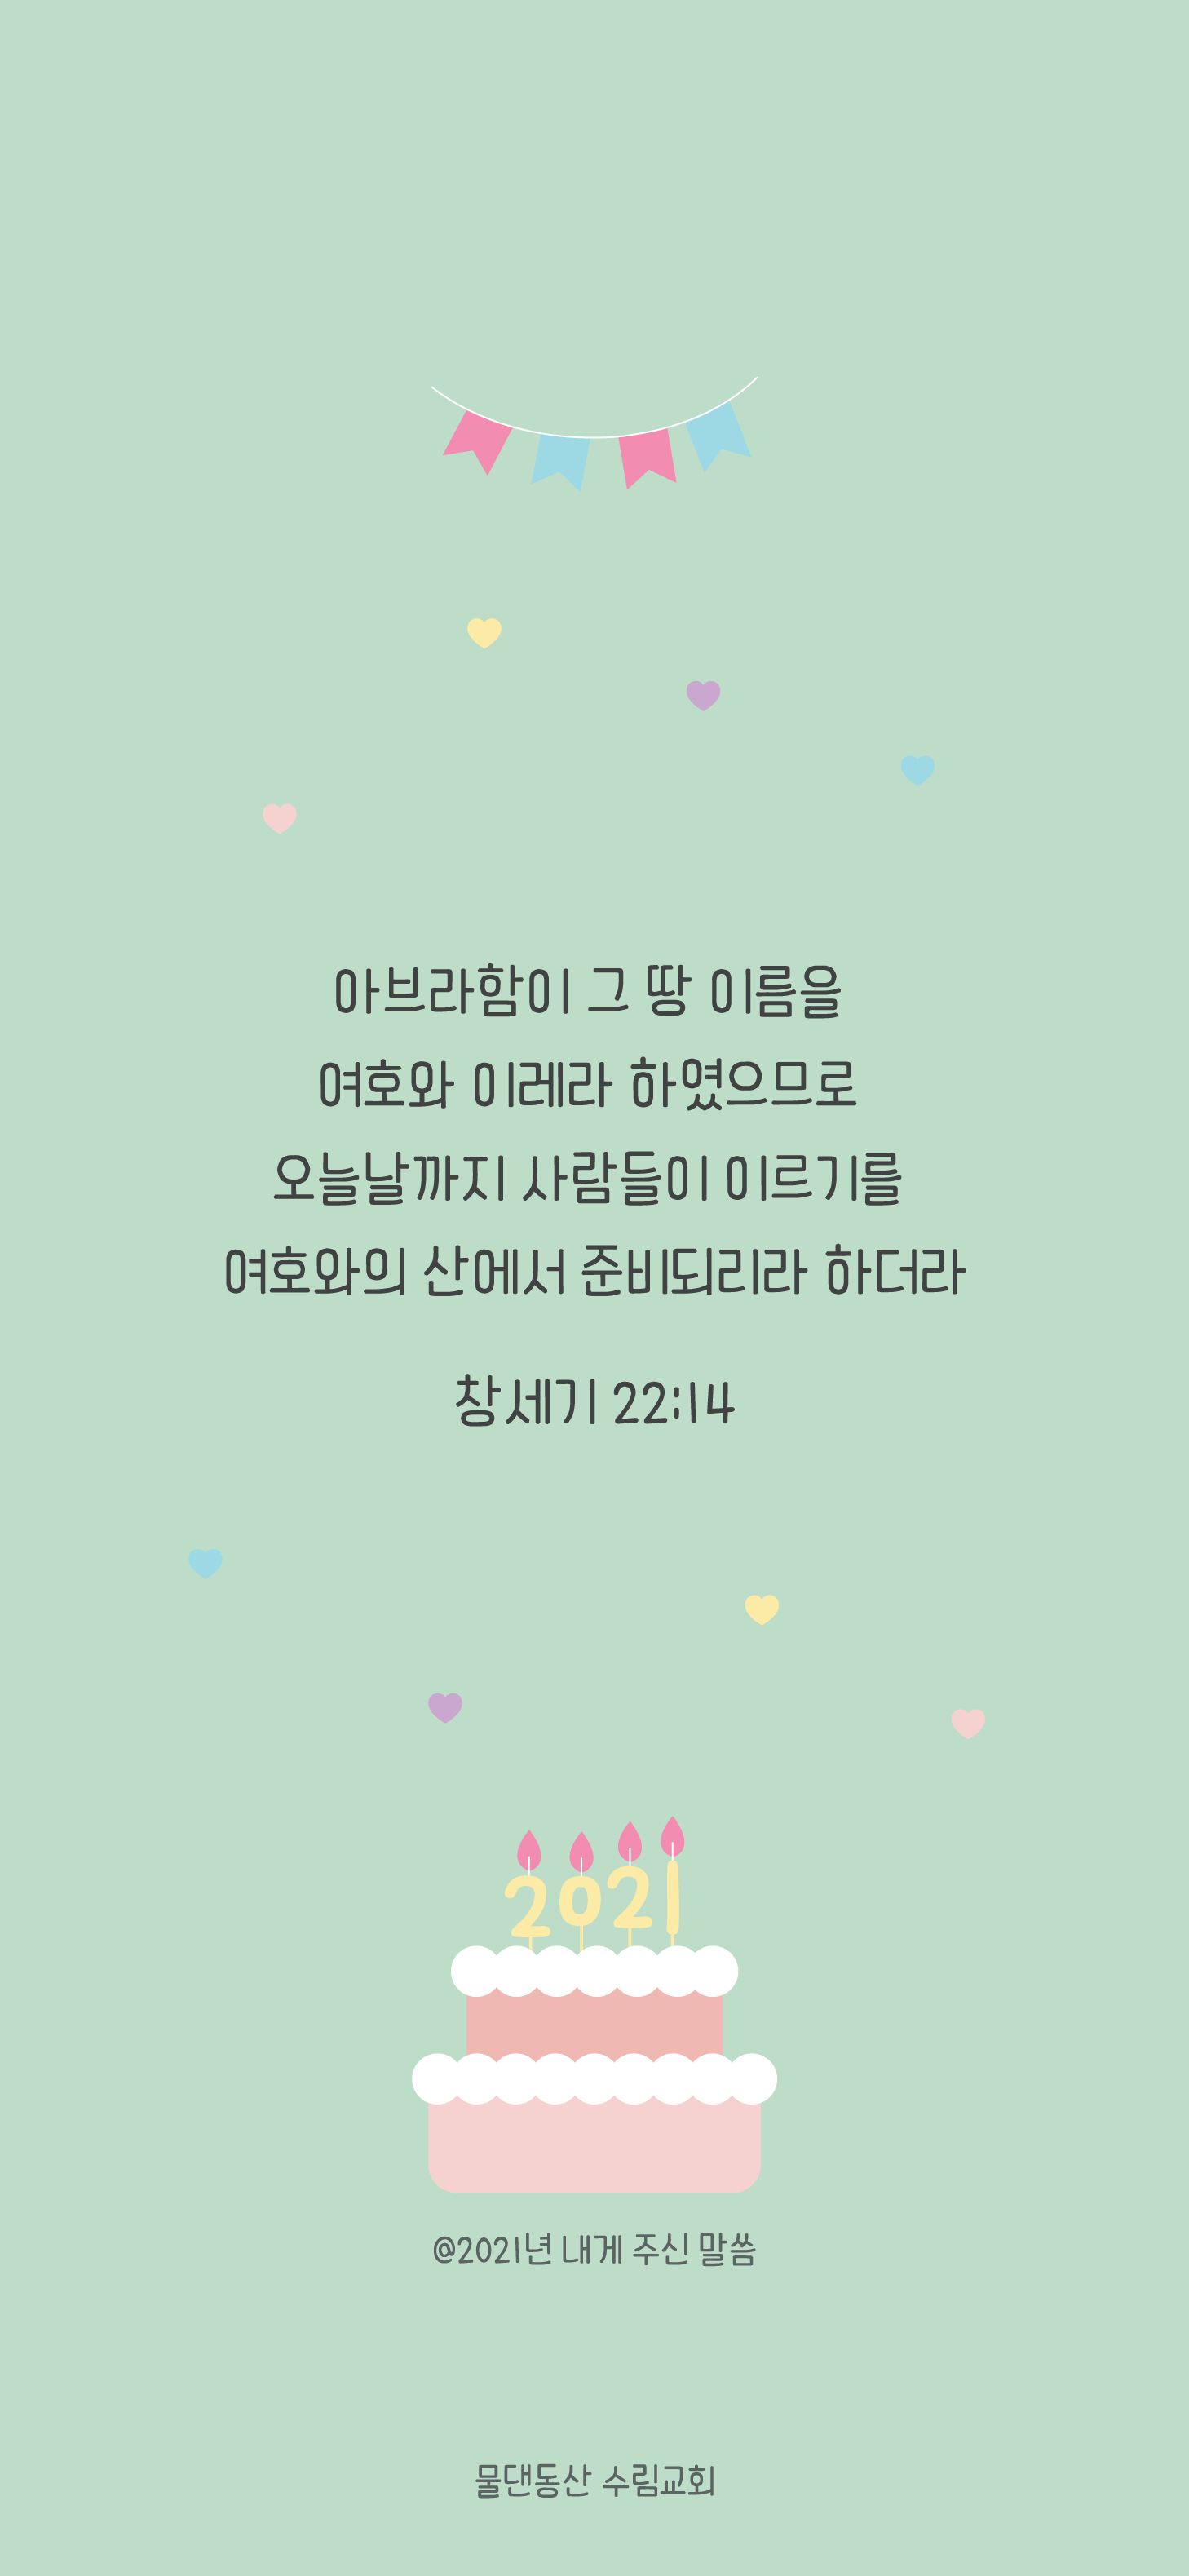 아브라함이 그 땅 이름을
여호와 이레라 하였으므로
오늘날까지 사람들이 이르기를
여호와의 산에서 준비되리라 하더라
창세기 22:14
2021
@2021년 내게 주신 말씀
물댄동산 수림교회